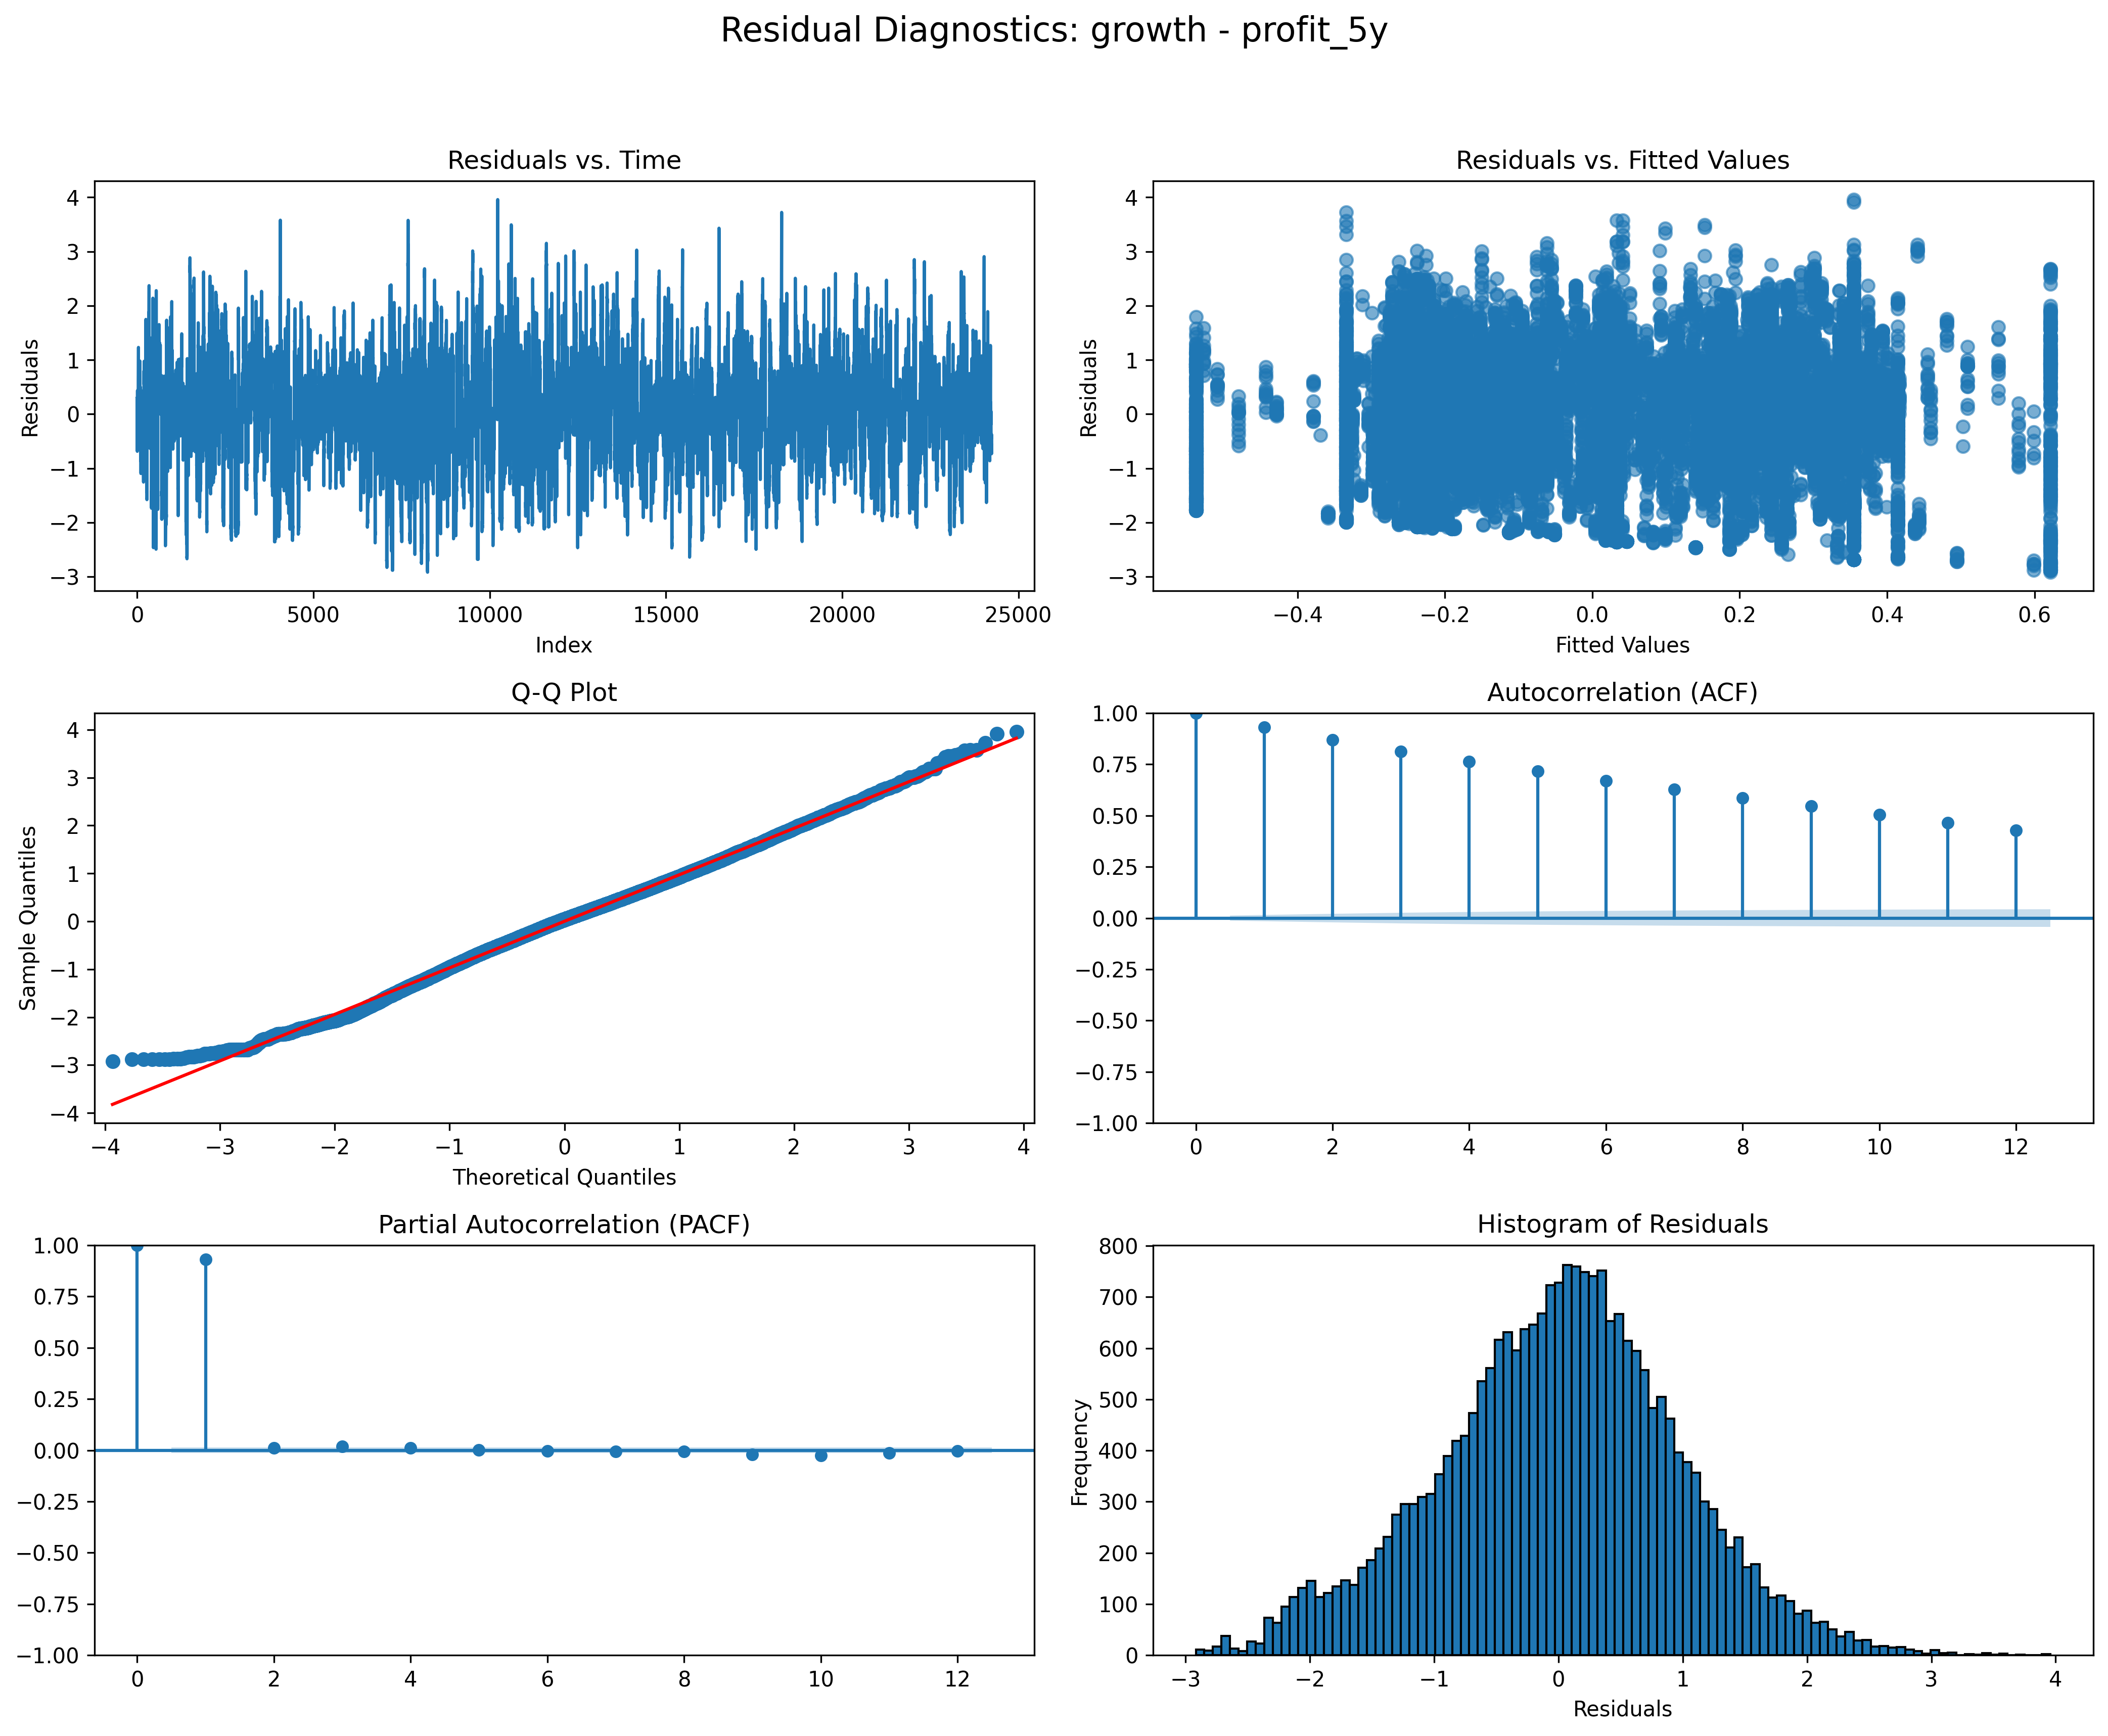 Residual Diagnostics: growth - profit_5y
Residuals vs. Time
4
3
2
1
0
−1
−2
−3
Residuals
0 5000 10000 15000 20000 25000
Index
Residuals vs. Fitted Values
4
3
2
1
0
−1
−2
−3
Residuals
−0.4 −0.2 0.0 0.2 0.4 0.6
Fitted Values
Q-Q Plot
4
3
2
1
0
−1
−2
−3
−4
Sample Quantiles
−4 −3 −2 −1 0 1 2 3 4
Theoretical Quantiles
Autocorrelation (ACF)
1.00
0.75
0.50
0.25
0.00
−0.25
−0.50
−0.75
−1.00
0 2 4 6 8 10 12
Partial Autocorrelation (PACF)
1.00
0.75
0.50
0.25
0.00
−0.25
−0.50
−0.75
−1.00
0 2 4 6 8 10 12
Histogram of Residuals
800
700
600
500
400
300
200
100
0
Frequency
−3 −2 −1 0 1 2 3 4
Residuals